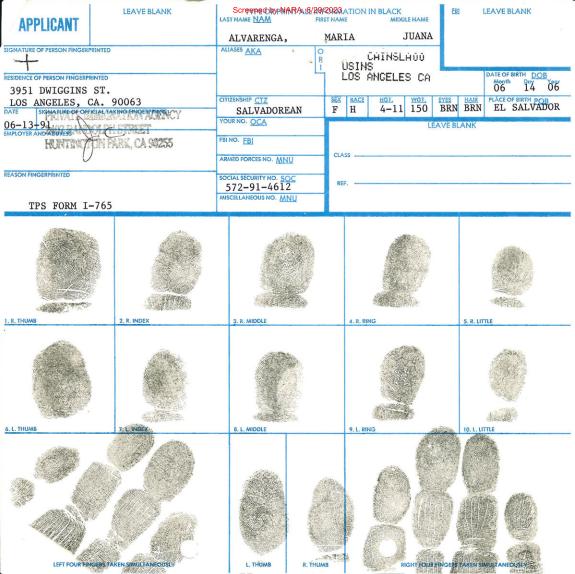 APPLICANT
LEAVE BLANK
TYPE OR PRINT ALL INFORMATION IN BLACK
Screened by NARA, 6/29/2023
LAST NAME NAM FIRST NAME MIDDLE NAME
FBI LEAVE BLANK
ALVARENGA, MARIA JUANA
SIGNATURE OF PERSON FINGERPRINTED
ALIASES AKA
O
R
I
CAINSLA00
USINS
LOS ANGELES CA
RESIDENCE OF PERSON FINGERPRINTED
3951 DWIGGINS ST.
LOS ANGELES, CA. 90063
DATE OF BIRTH DOB
Month Day Year
06 14 06
CITIZENSHIP CTZ
SALVADOREAN
SEX RACE HGT. WGT. EYES HAIR PLACE OF BIRTH POB
F H 4-11 150 BRN BRN EL SALVADOR
DATE SIGNATURE OF OFFICIAL TAKING FINGERPRINTS
06-13-91
HUNTINGTON PARK, CA 90255
EMPLOYER AND ADDRESS
YOUR NO. OCA
LEAVE BLANK
FBI NO. FBI
CLASS
ARMED FORCES NO. MNU
REASON FINGERPRINTED
TPS FORM I-765
SOCIAL SECURITY NO. SOC
572-91-4612
REF.
MISCELLANEOUS NO. MNU
1. R. THUMB 2. R. INDEX 3. R. MIDDLE 4. R. RING 5. R. LITTLE
6. L. THUMB 7. L. INDEX 8. L. MIDDLE 9. L. RING 10. L. LITTLE
LEFT FOUR FINGERS TAKEN SIMULTANEOUSLY L. THUMB R. THUMB RIGHT FOUR FINGERS TAKEN SIMULTANEOUSLY